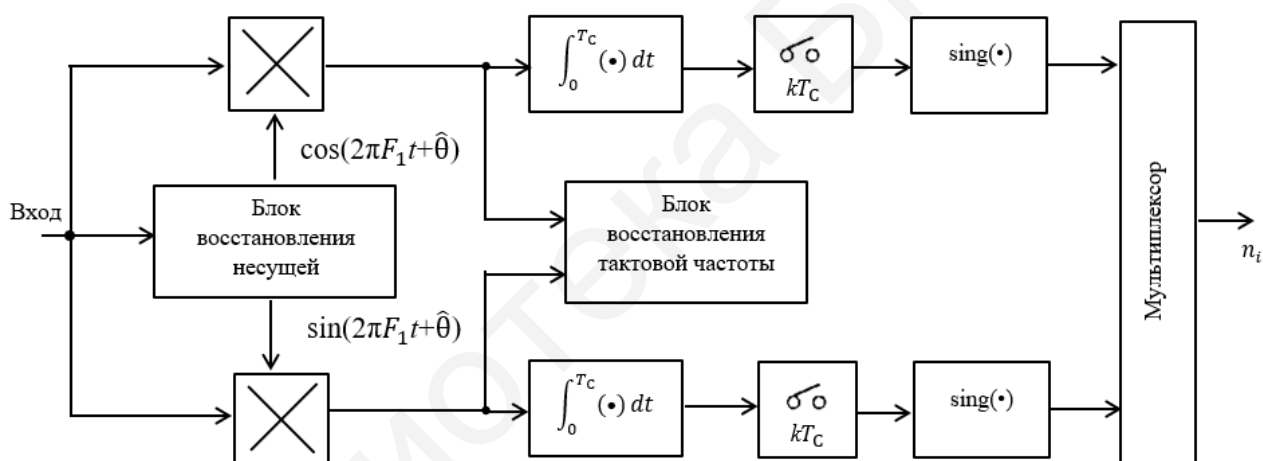 ∫₀^{T_C} (•) dt
kT_C
sing(•)
cos(2πF₁t+θ̂)
Вход
Блок
восстановления
несущей
Блок
восстановления
тактовой частоты
Мультиплексор
n_i
sin(2πF₁t+θ̂)
∫₀^{T_C} (•) dt
kT_C
sing(•)